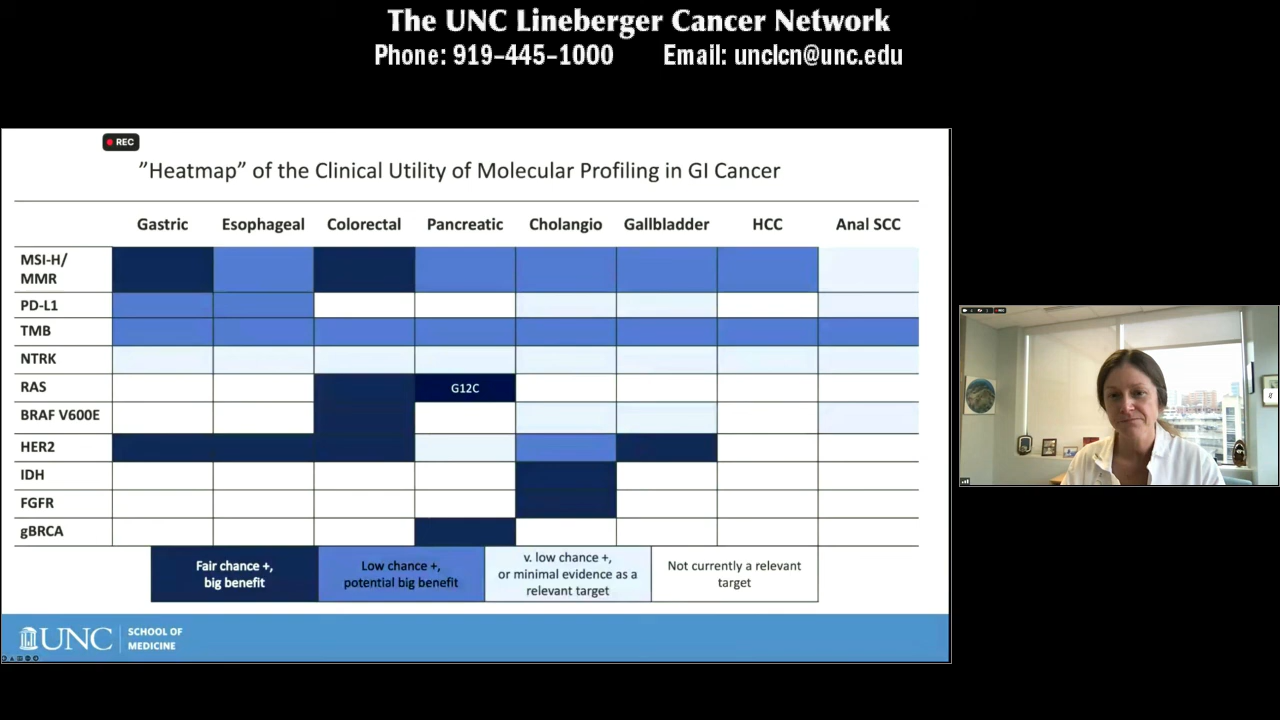 The UNC Lineberger Cancer Network
Phone: 919-445-1000 Email: unclcn@unc.edu
REC
”Heatmap” of the Clinical Utility of Molecular Profiling in GI Cancer
Gastric Esophageal Colorectal Pancreatic Cholangio Gallbladder HCC Anal SCC
MSI-H/
MMR
PD-L1
TMB
NTRK
RAS G12C
BRAF V600E
HER2
IDH
FGFR
gBRCA
Fair chance +,
big benefit
Low chance +,
potential big benefit
v. low chance +,
or minimal evidence as a
relevant target
Not currently a relevant
target
UNC
SCHOOL OF
MEDICINE